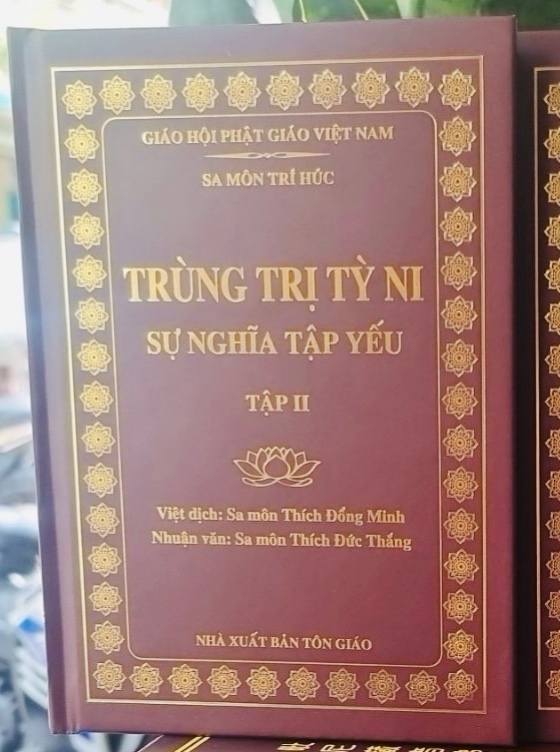 GIÁO HỘI PHẬT GIÁO VIỆT NAM
SA MÔN TRÍ HÚC
TRÙNG TRỊ TỲ NI
SỰ NGHĨA TẬP YẾU
TẬP II
Việt dịch: Sa môn Thích Đổng Minh
Nhuận văn: Sa môn Thích Đức Thắng
NHÀ XUẤT BẢN TÔN GIÁO